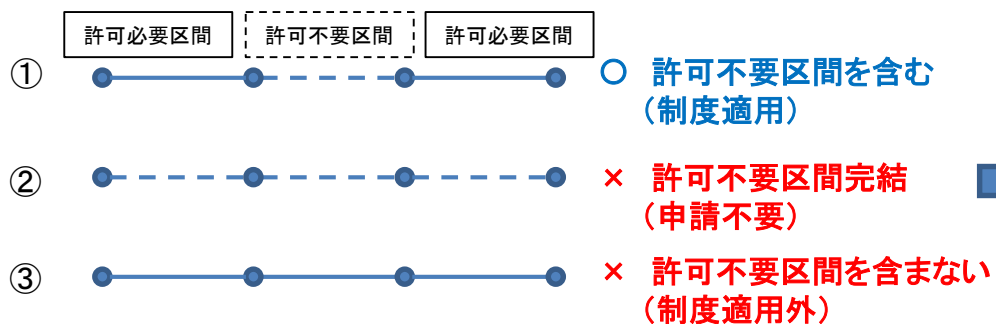 許可必要区間 許可不要区間 許可必要区間
① ○ 許可不要区間を含む
（制度適用）
② × 許可不要区間完結
（申請不要）
③ × 許可不要区間を含まない
（制度適用外）